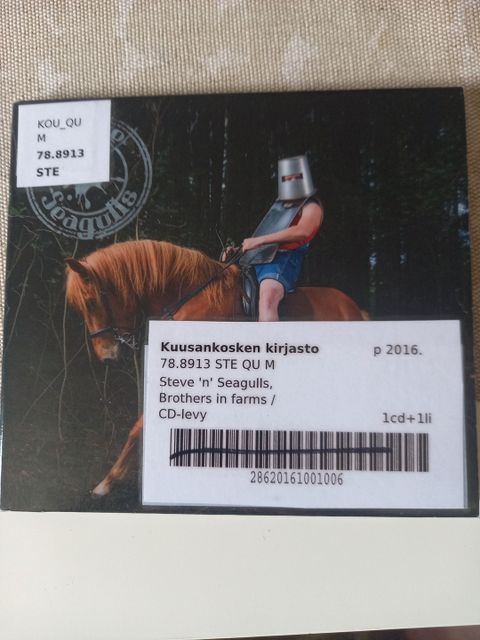 KOU_QU
M
78.8913
STE
Seagulls
Kuusankosken kirjasto p 2016.
78.8913 STE QU M
Steve 'n' Seagulls,
Brothers in farms /
CD-levy 1cd+1li
28620161001006